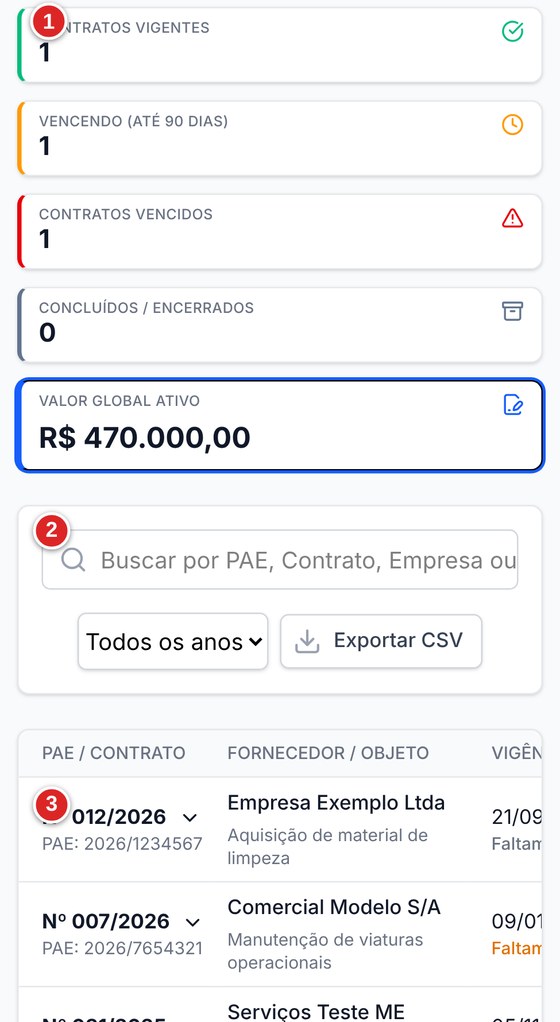 1
NTRATOS VIGENTES
1
VENCENDO (ATÉ 90 DIAS)
1
CONTRATOS VENCIDOS
1
CONCLUÍDOS / ENCERRADOS
0
VALOR GLOBAL ATIVO
R$ 470.000,00
2
Buscar por PAE, Contrato, Empresa ou
Todos os anos
Exportar CSV
PAE / CONTRATO FORNECEDOR / OBJETO VIGÊN
3
012/2026 Empresa Exemplo Ltda 21/09
PAE: 2026/1234567 Aquisição de material de limpeza Faltam
Nº 007/2026 Comercial Modelo S/A 09/01
PAE: 2026/7654321 Manutenção de viaturas operacionais Faltam
Serviços Teste ME